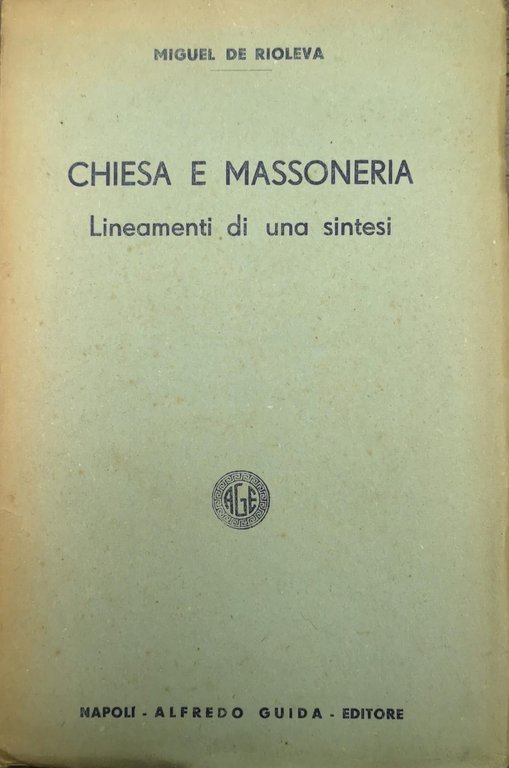 MIGUEL DE RIOLEVA
CHIESA E MASSONERIA
Lineamenti di una sintesi
AGE
NAPOLI - ALFREDO GUIDA - EDITORE